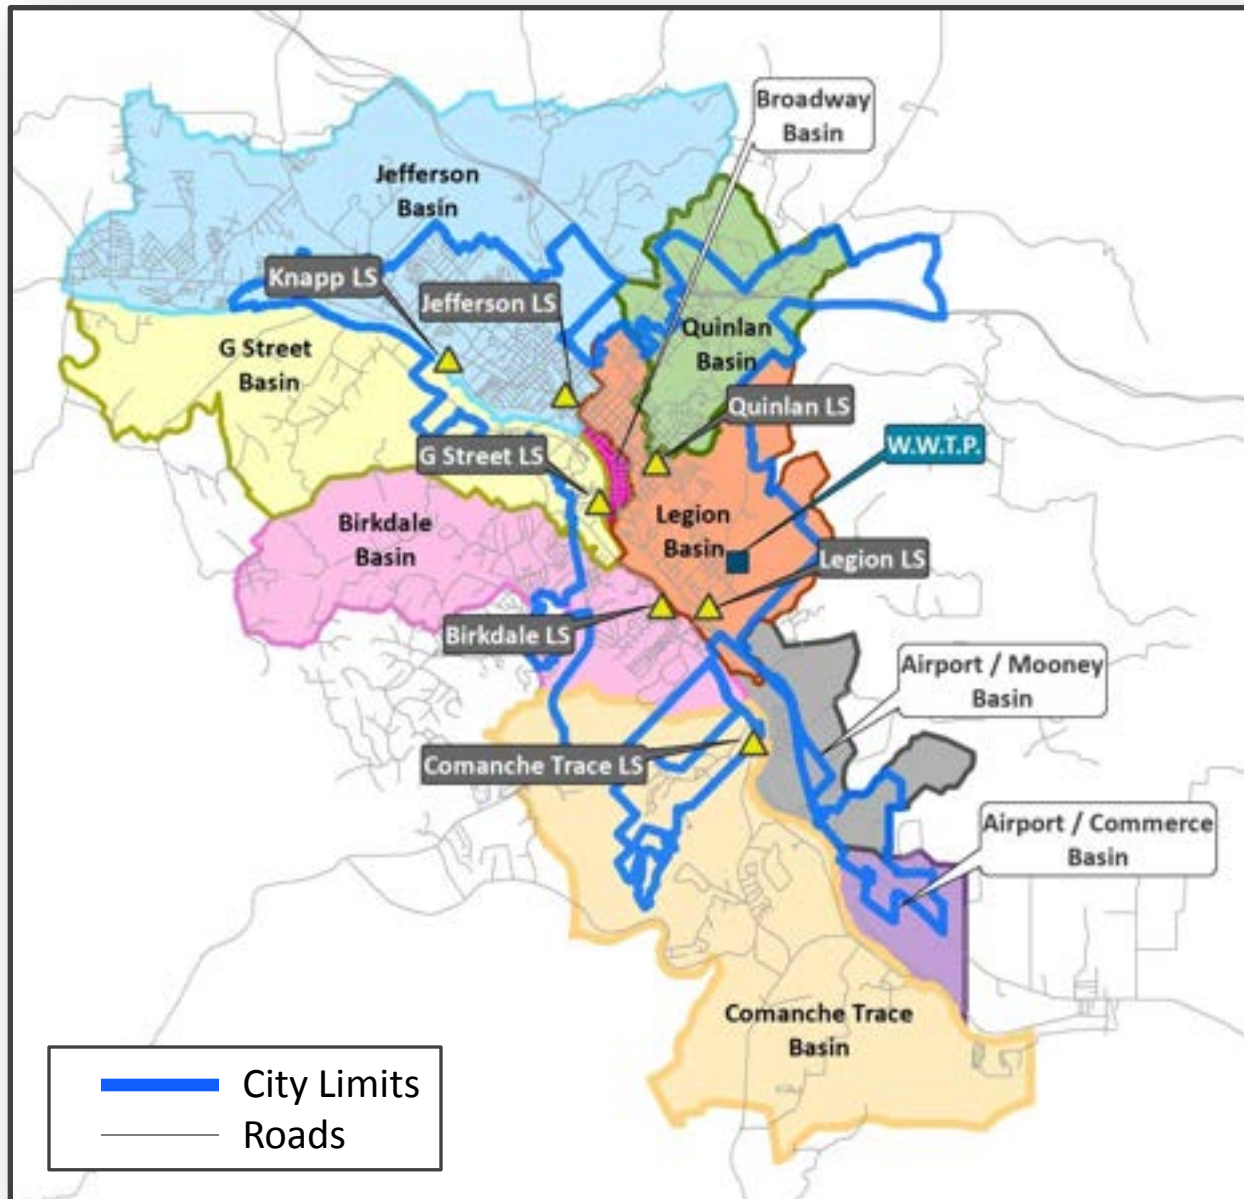 Broadway
Basin
Jefferson
Basin
Knapp LS
Jefferson LS
G Street
Basin
Quinlan
Basin
Quinlan LS
W.W.T.P.
G Street LS
Birkdale
Basin
Legion
Basin
Legion LS
Birkdale LS
Airport / Mooney
Basin
Comanche Trace LS
Airport / Commerce
Basin
Comanche Trace
Basin
City Limits
Roads